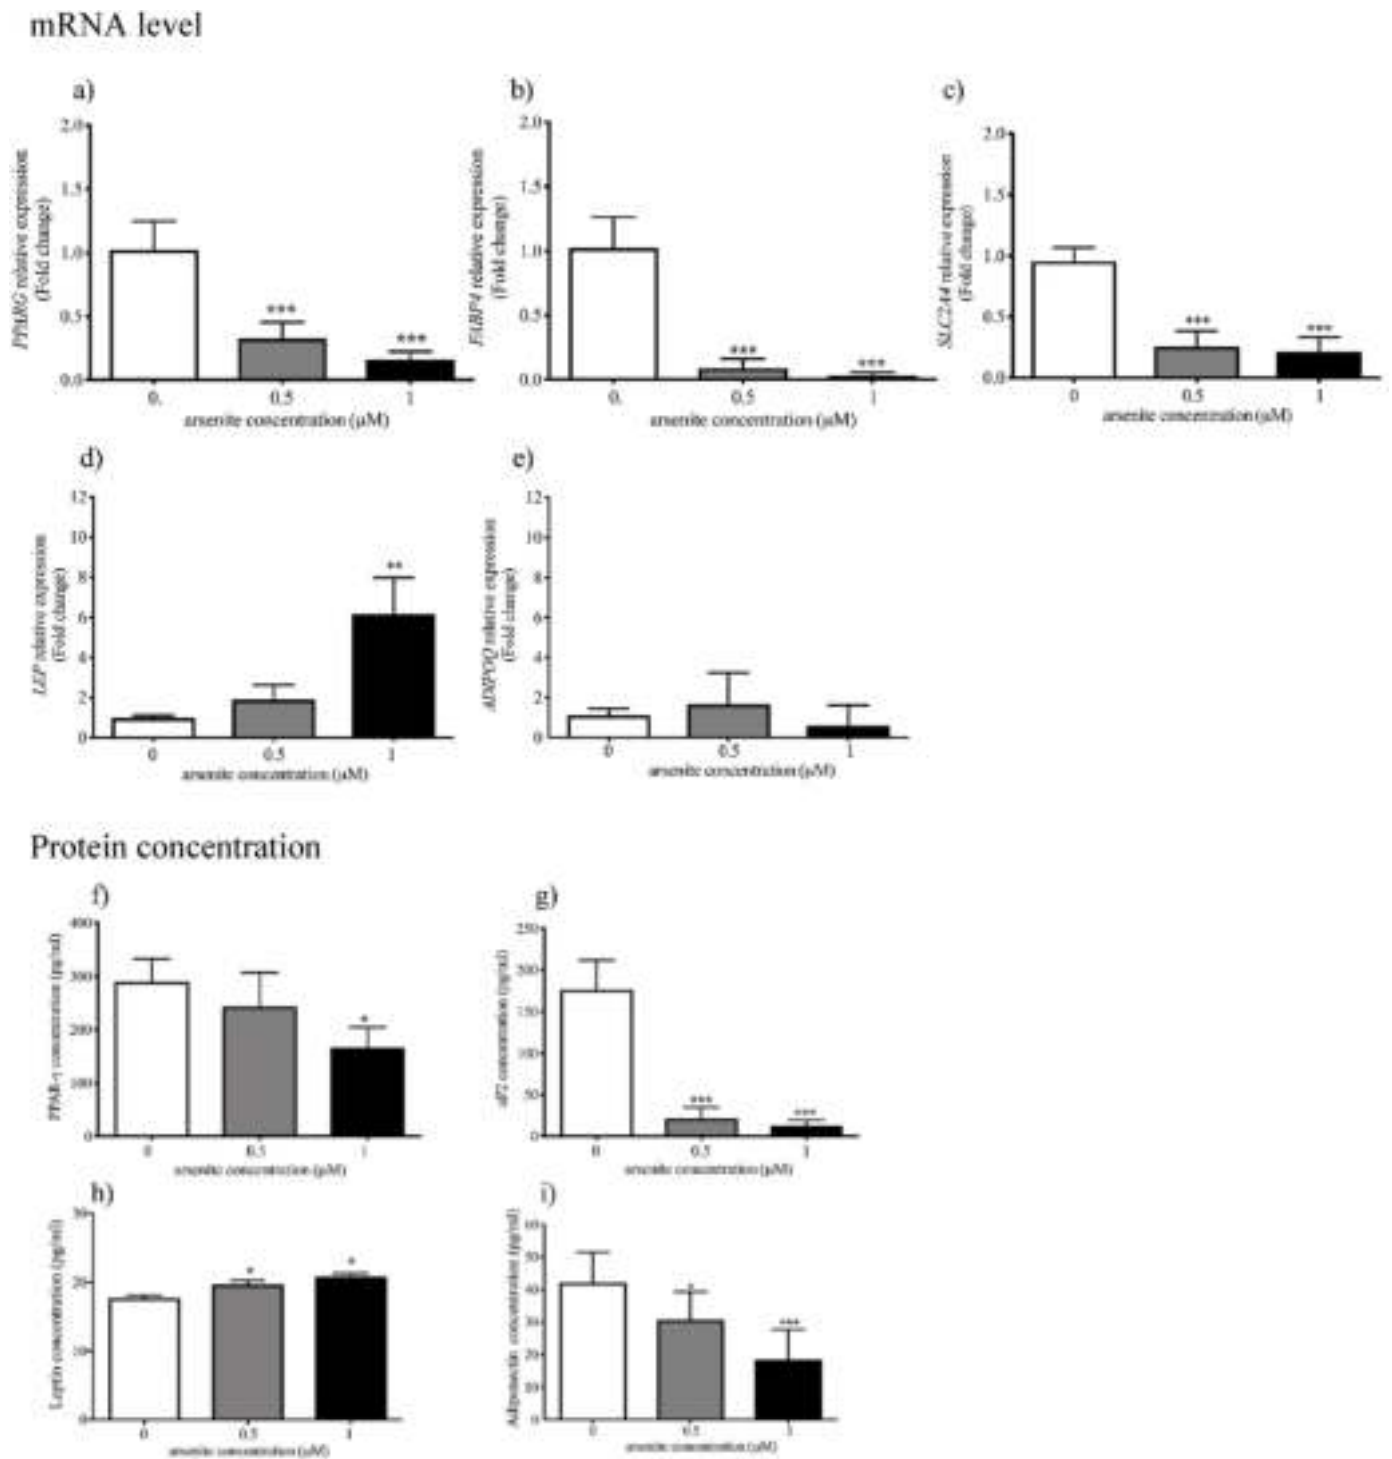 mRNA level
a)
b)
c)
PPARG relative expression
(Fold change)
2.0
1.5
1.0
0.5
0.0
***
***
0.
0.5
1
arsenite concentration (µM)
FABP4 relative expression
(Fold change)
2.0
1.5
1.0
0.5
0.0
***
***
0.
0.5
1
arsenite concentration (µM)
SLC2A4 relative expression
(Fold change)
2.0
1.5
1.0
0.5
0.0
***
***
0
0.5
1
arsenite concentration (µM)
d)
e)
LEP relative expression
(Fold change)
12
10
8
6
4
2
0
**
0
0.5
1
arsenite concentration (µM)
ADIPOQ relative expression
(Fold change)
12
10
8
6
4
2
0
0
0.5
1
arsenite concentration (µM)
Protein concentration
f)
g)
PPAR-γ concentration (pg/ml)
400
300
200
100
0
*
0
0.5
1
arsenite concentration (µM)
aP2 concentration (pg/ml)
250
200
150
100
50
0
***
***
0
0.5
1
arsenite concentration (µM)
h)
i)
Leptin concentration (pg/ml)
30
20
10
0
*
*
0
0.5
1
arsenite concentration (µM)
Adiponectin concentration (pg/ml)
60
50
40
30
20
10
0
*
***
0
0.5
1
arsenite concentration (µM)